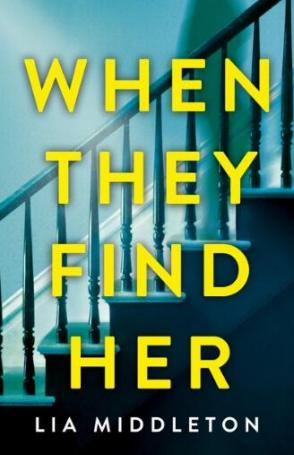 WHEN
THEY
FIND
HER
LIA MIDDLETON